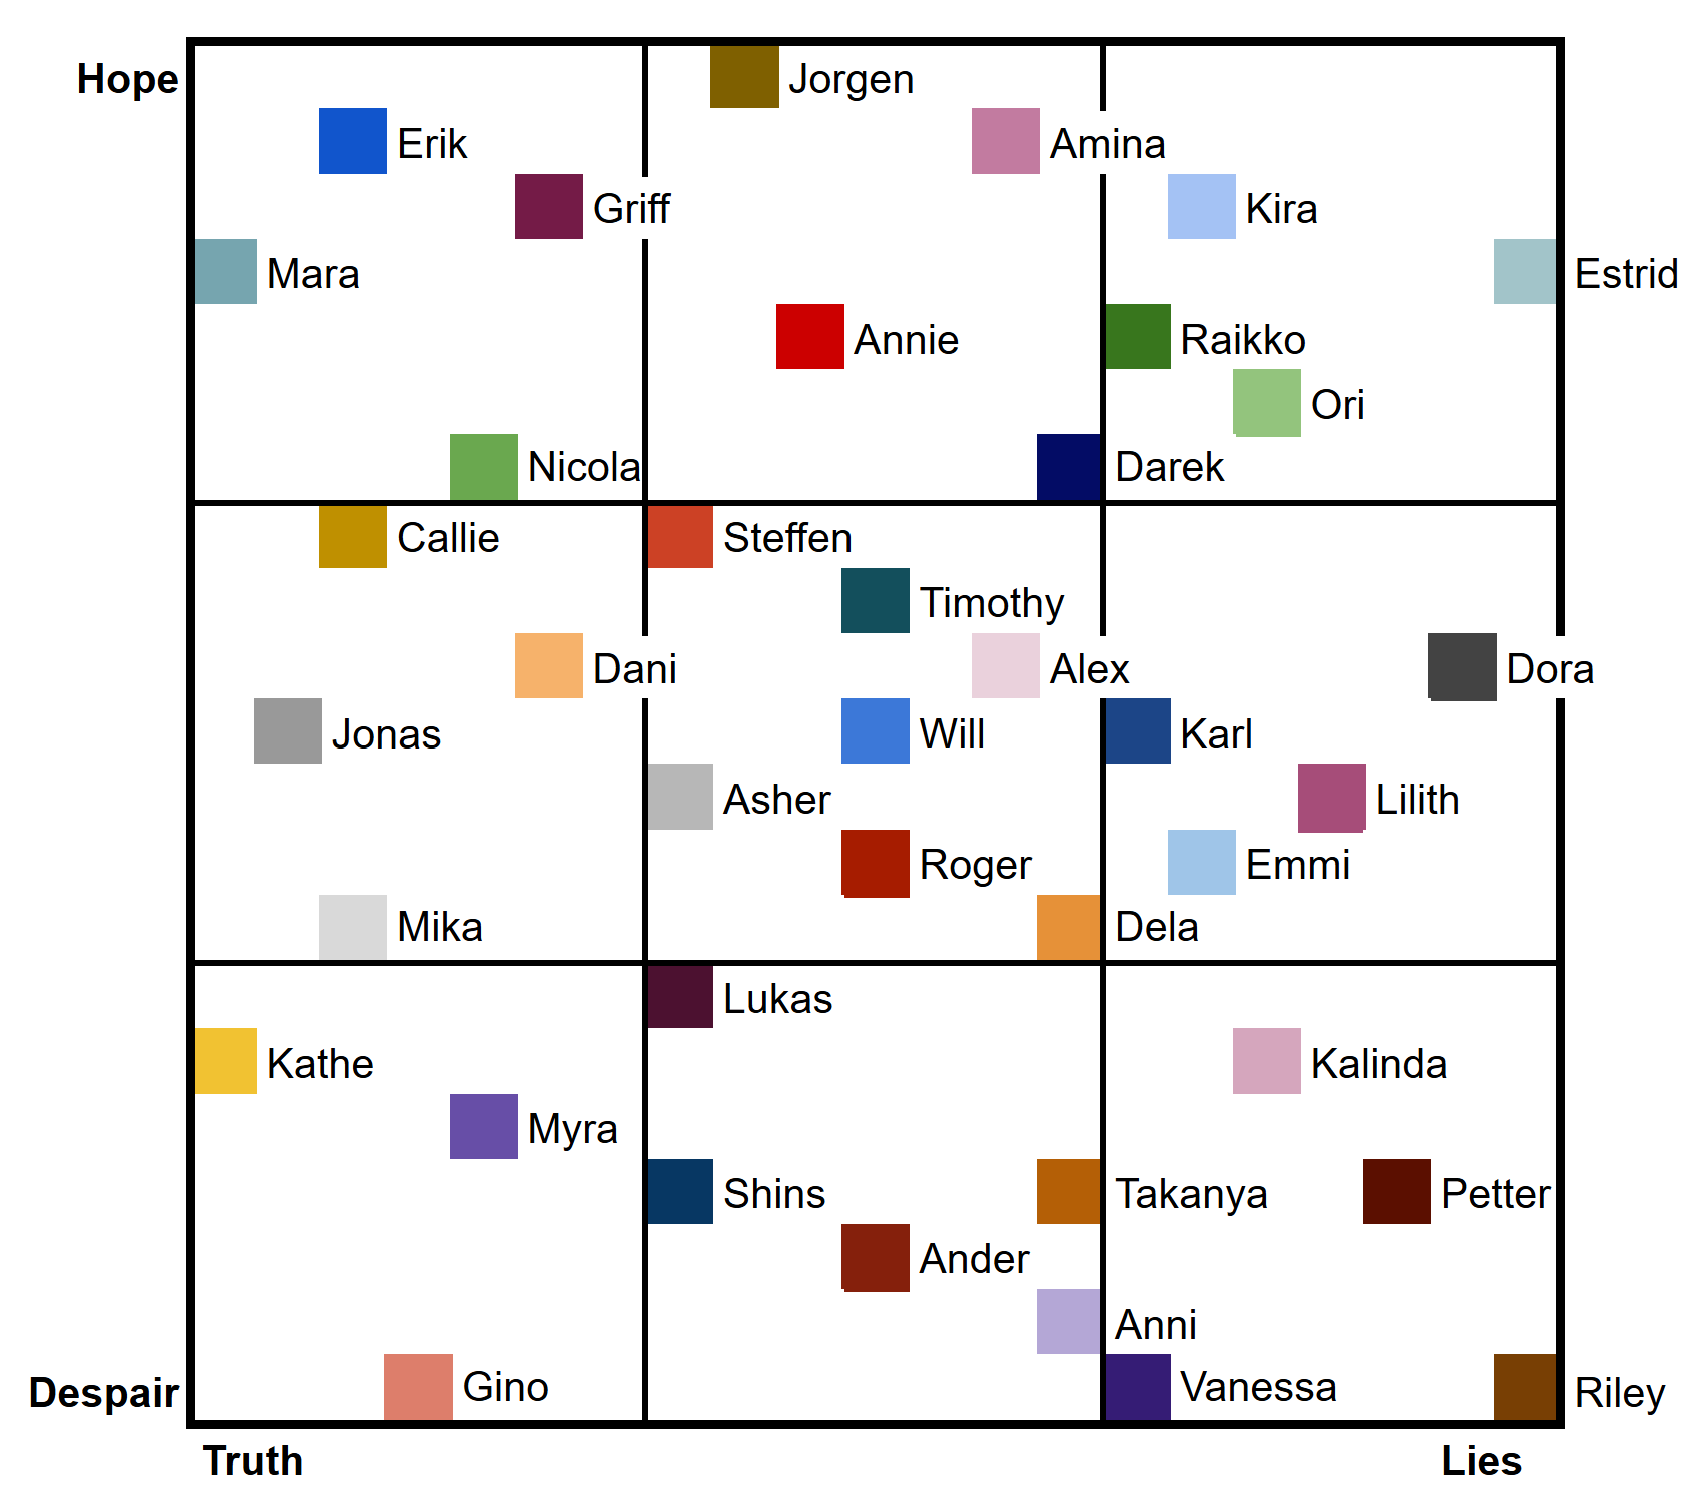 Hope
Jorgen
Erik
Amina
Griff
Kira
Mara
Estrid
Annie
Raikko
Ori
Nicola
Darek
Callie
Steffen
Timothy
Dani
Alex
Dora
Jonas
Will
Karl
Asher
Lilith
Roger
Emmi
Mika
Dela
Lukas
Kathe
Kalinda
Myra
Shins
Takanya
Petter
Ander
Anni
Despair
Gino
Vanessa
Riley
Truth
Lies